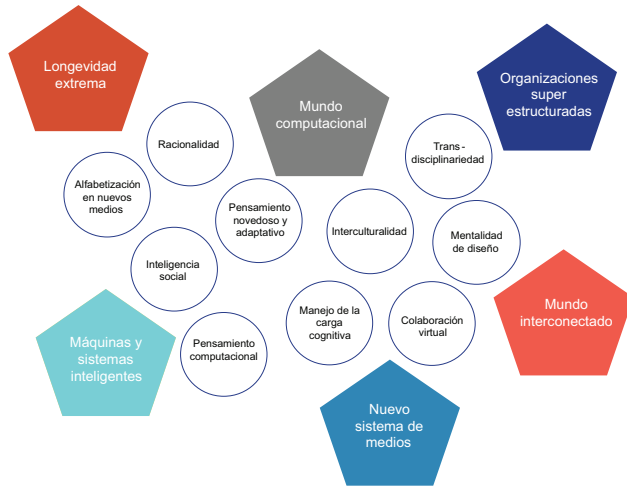 Longevidad
extrema
Mundo
computacional
Organizaciones
super
estructuradas
Racionalidad
Trans -
disciplinariedad
Alfabetización
en nuevos
medios
Pensamiento
novedoso y
adaptativo
Interculturalidad
Mentalidad
de diseño
Inteligencia
social
Máquinas y
sistemas
inteligentes
Pensamiento
computacional
Manejo de la
carga
cognitiva
Colaboración
virtual
Mundo
interconectado
Nuevo
sistema de
medios